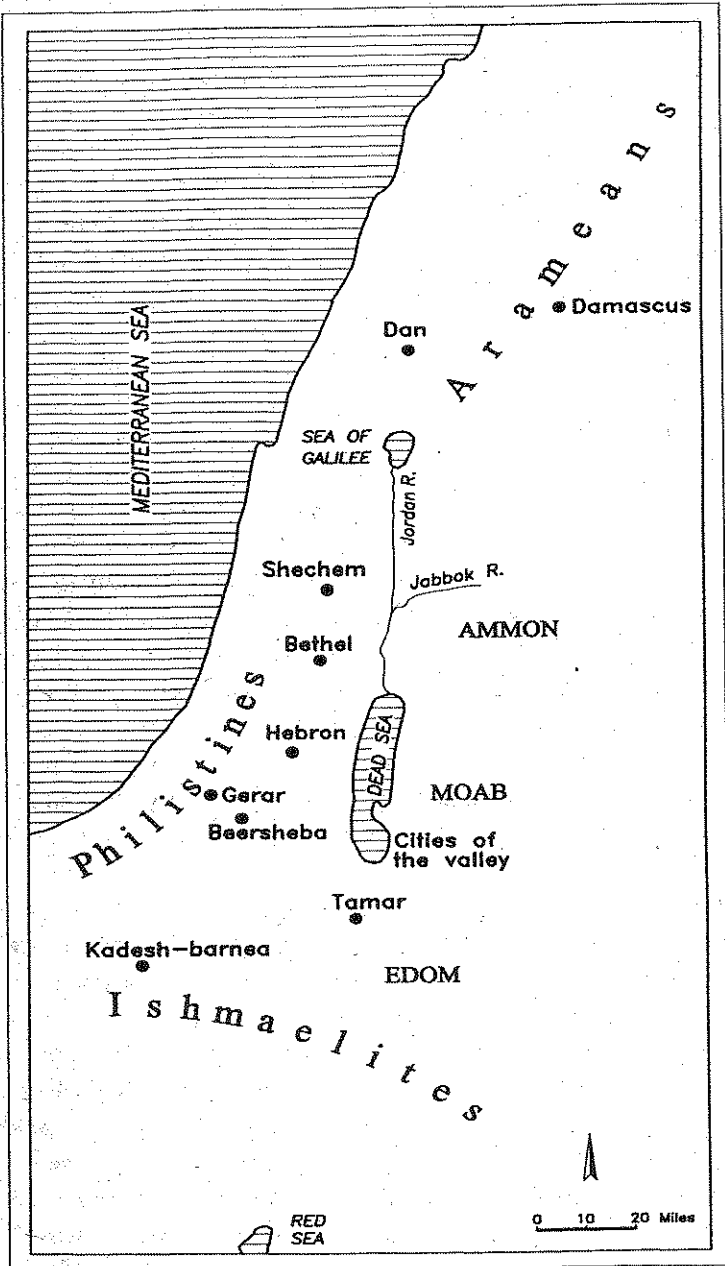 Arameans
Damascus
Dan
MEDITERRANEAN SEA
SEA OF
GALILEE
Jordan R.
Shechem
Jabbok R.
AMMON
Bethel
Philistines
Hebron
DEAD SEA
MOAB
Gerar
Beersheba
Cities of
the valley
Tamar
Kadesh-barnea
EDOM
Ishmaelites
RED
SEA
0 10 20 Miles